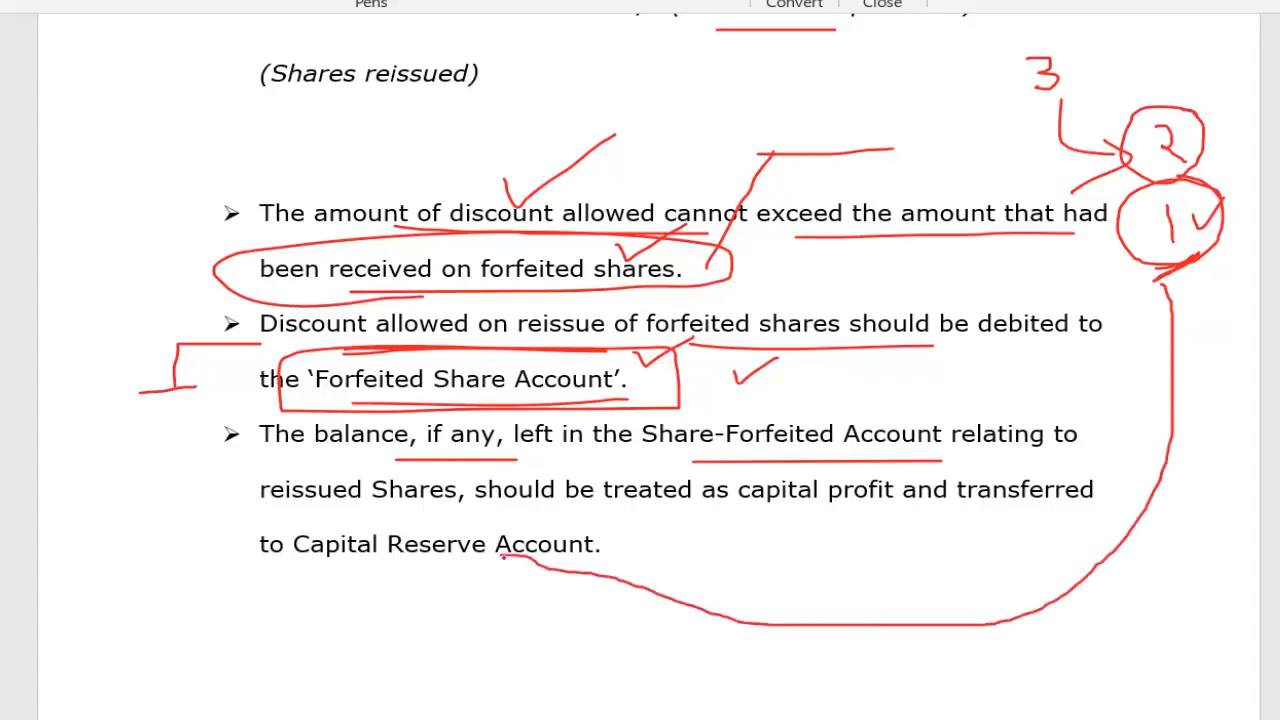 Pens Convert Close
(Shares reissued)
3
2
➢ The amount of discount allowed cannot exceed the amount that had
1
been received on forfeited shares.
➢ Discount allowed on reissue of forfeited shares should be debited to
the ‘Forfeited Share Account’.
➢ The balance, if any, left in the Share-Forfeited Account relating to
reissued Shares, should be treated as capital profit and transferred
to Capital Reserve Account.